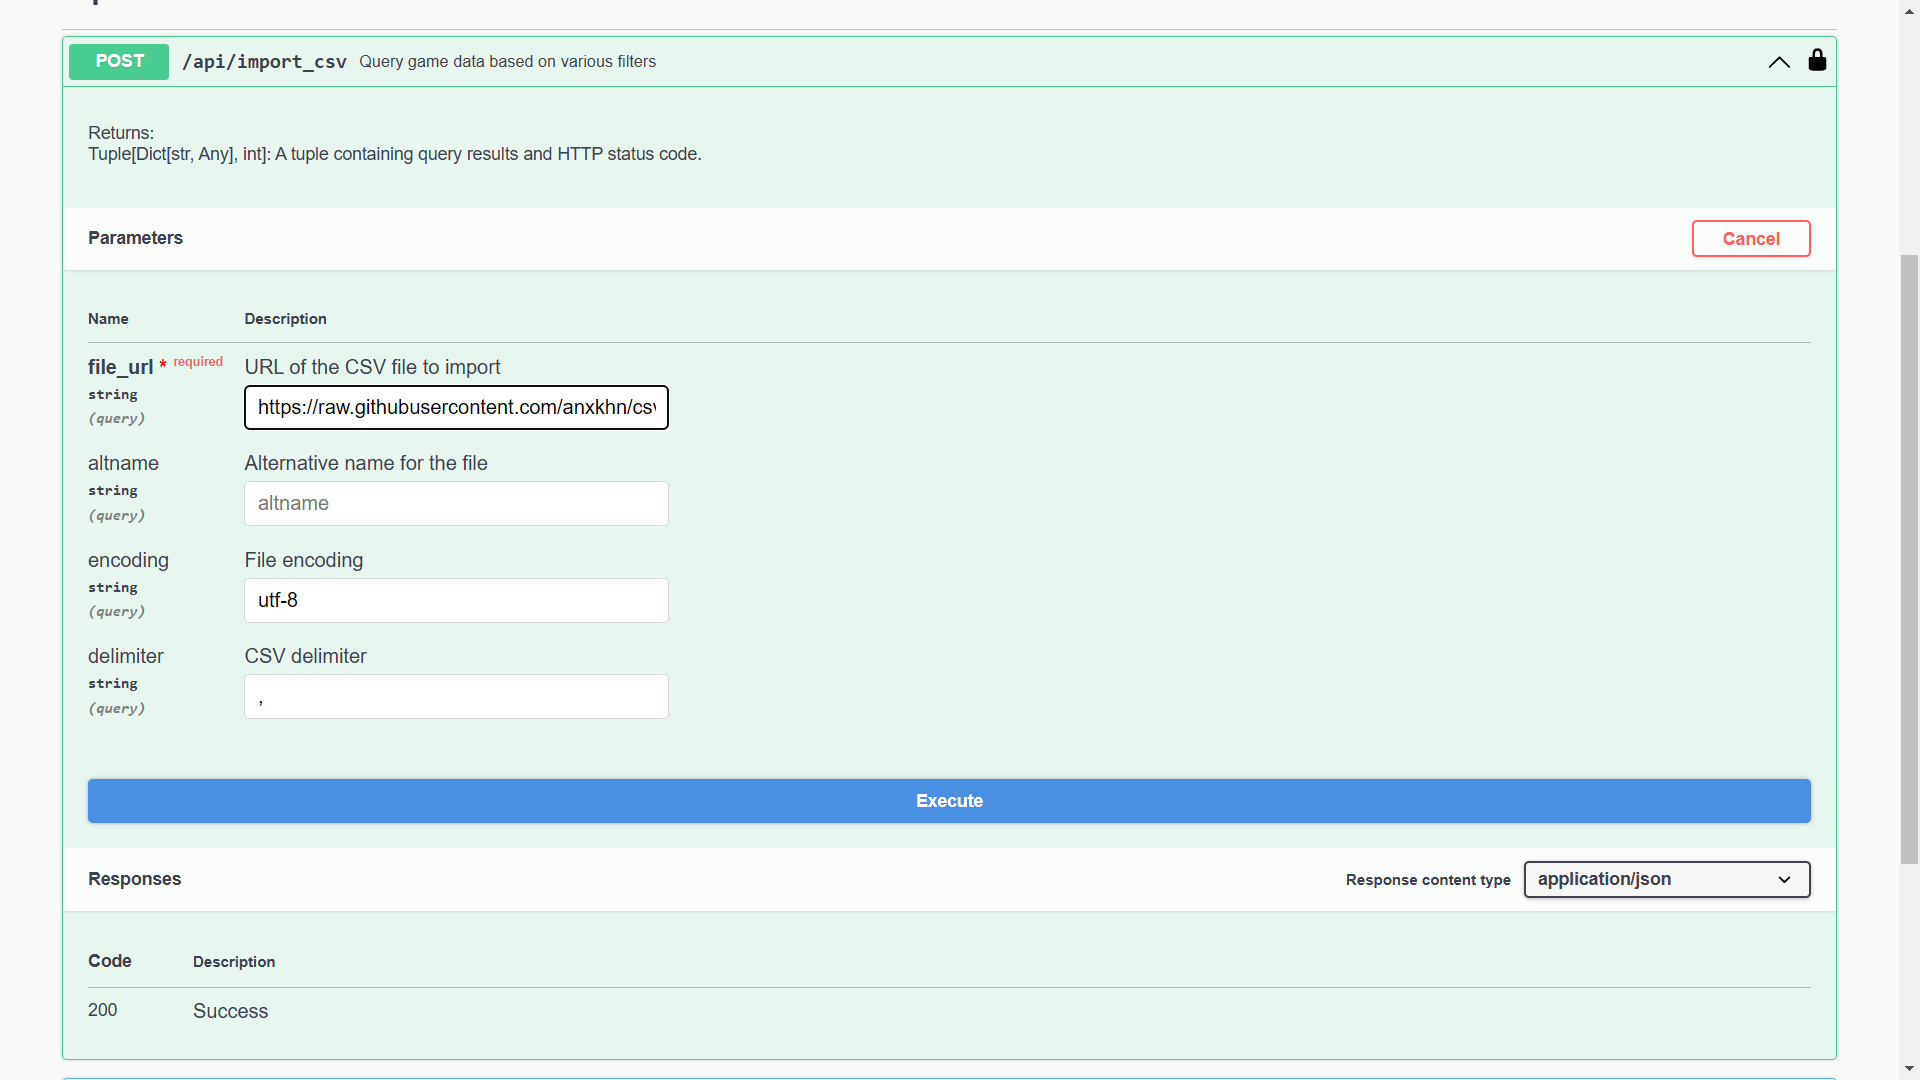 POST /api/import_csv Query game data based on various filters
Returns:
Tuple[Dict[str, Any], int]: A tuple containing query results and HTTP status code.
Parameters
Cancel
Name Description
file_url * required URL of the CSV file to import
string
(query)
https://raw.githubusercontent.com/anxkhn/csv
altname Alternative name for the file
string
(query)
altname
encoding File encoding
string
(query)
utf-8
delimiter CSV delimiter
string
(query)
,
Execute
Responses
Response content type application/json
Code Description
200 Success